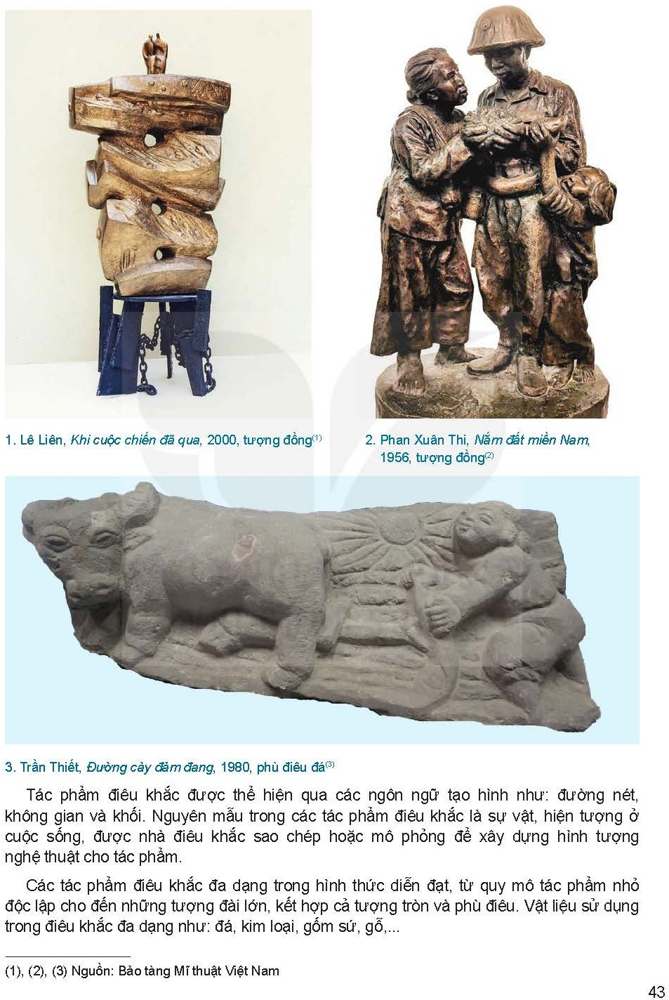 1. Lê Liên, Khi cuộc chiến đã qua, 2000, tượng đồng(1)
2. Phan Xuân Thi, Nắm đất miền Nam,
1956, tượng đồng(2)
3. Trần Thiết, Đường cày đảm đang, 1980, phù điêu đá(3)
Tác phẩm điêu khắc được thể hiện qua các ngôn ngữ tạo hình như: đường nét,
không gian và khối. Nguyên mẫu trong các tác phẩm điêu khắc là sự vật, hiện tượng ở
cuộc sống, được nhà điêu khắc sao chép hoặc mô phỏng để xây dựng hình tượng
nghệ thuật cho tác phẩm.
Các tác phẩm điêu khắc đa dạng trong hình thức diễn đạt, từ quy mô tác phẩm nhỏ
độc lập cho đến những tượng đài lớn, kết hợp cả tượng tròn và phù điêu. Vật liệu sử dụng
trong điêu khắc đa dạng như: đá, kim loại, gốm sứ, gỗ,...
(1), (2), (3) Nguồn: Bảo tàng Mĩ thuật Việt Nam
43